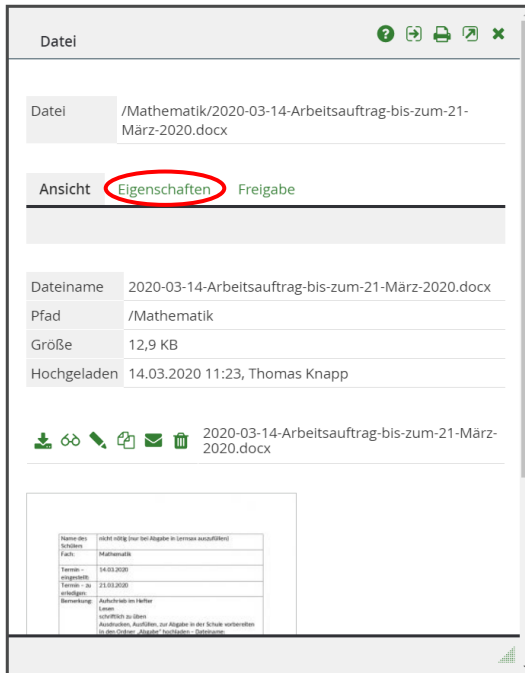 Datei
Datei /Mathematik/2020-03-14-Arbeitsauftrag-bis-zum-21-
März-2020.docx
Ansicht Eigenschaften Freigabe
Dateiname 2020-03-14-Arbeitsauftrag-bis-zum-21-März-2020.docx
Pfad /Mathematik
Größe 12,9 KB
Hochgeladen 14.03.2020 11:23, Thomas Knapp
2020-03-14-Arbeitsauftrag-bis-zum-21-März-
2020.docx
Name des nicht nötig (nur bei Abgabe in Lernsax auszufüllen)
Schülers
Fach: Mathematik
Termin – 14.03.2020
eingestellt:
Termin – zu 21.03.2020
erledigen:
Bemerkung: Aufschrieb im Hefter
Lesen
schriftlich zu üben
Ausdrucken, Ausfüllen, zur Abgabe in der Schule vorbereiten
In den Ordner „Abgabe“ hochladen – Dateiname: